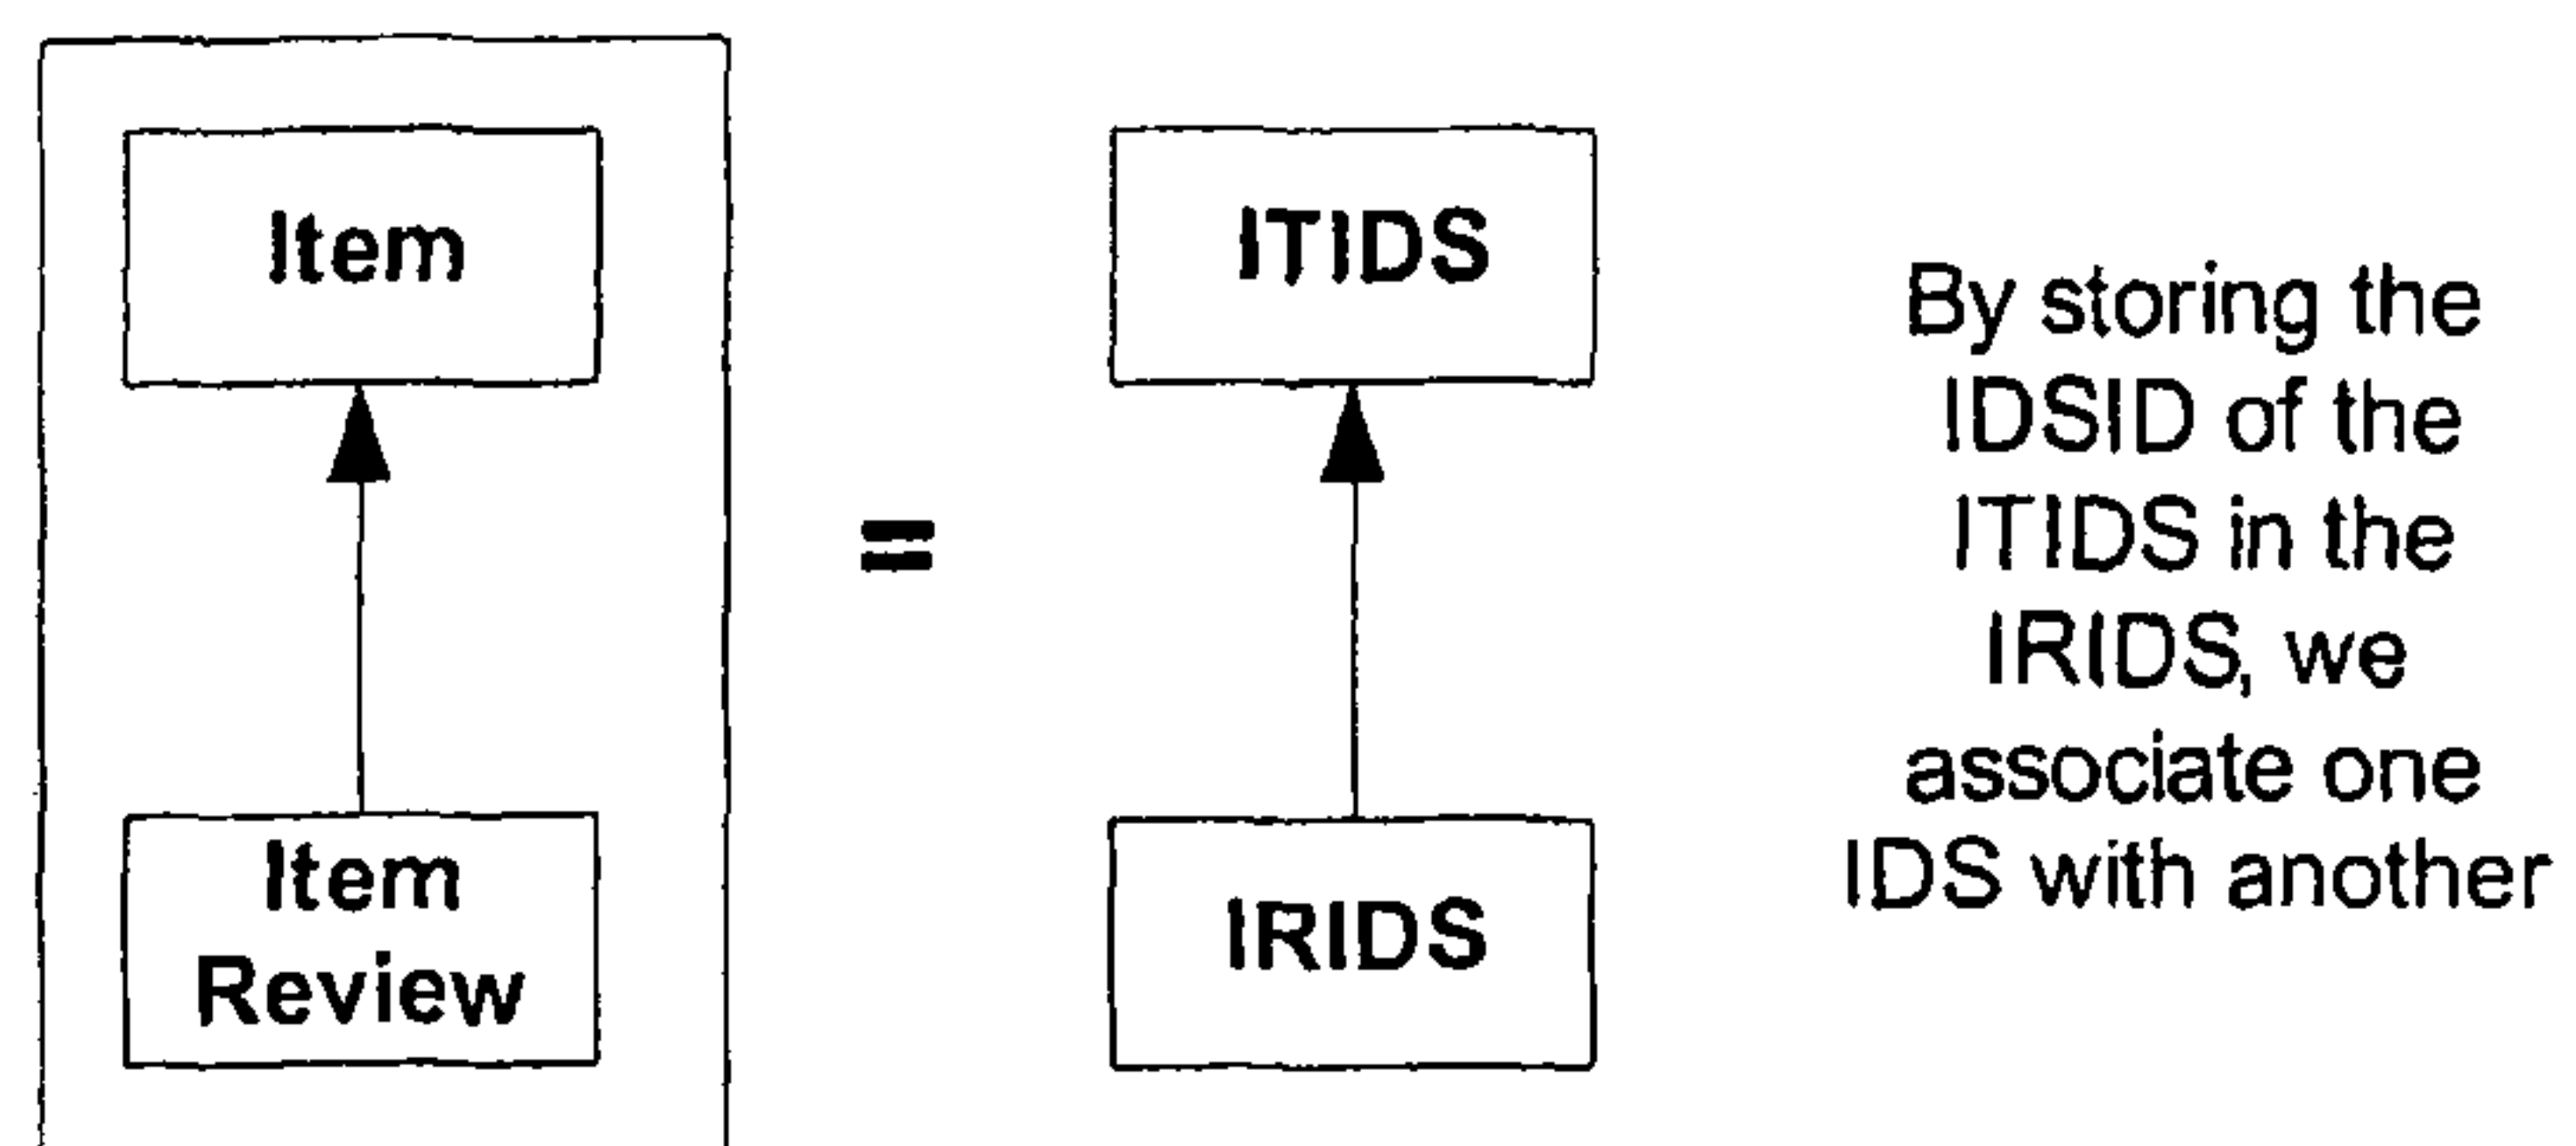 Item
Item
Review
=
ITIDS
IRIDS
By storing the
IDSID of the
ITIDS in the
IRIDS, we
associate one
IDS with another